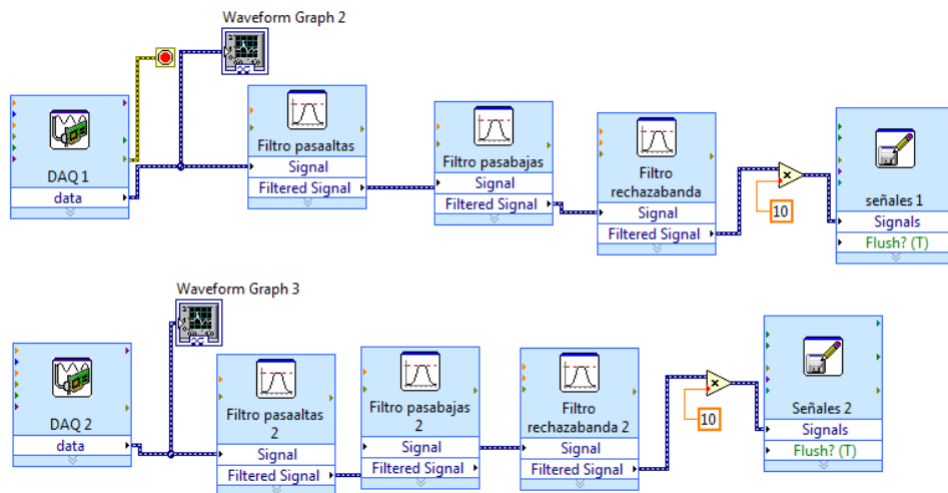 Waveform Graph 2
DAQ 1
data
Filtro pasaaltas
Signal
Filtered Signal
Filtro pasabajas
Signal
Filtered Signal
Filtro
rechazabanda
Signal
Filtered Signal
10
señales 1
Signals
Flush? (T)
Waveform Graph 3
DAQ 2
data
Filtro pasaaltas
2
Signal
Filtered Signal
Filtro pasabajas
2
Signal
Filtered Signal
Filtro
rechazabanda 2
Signal
Filtered Signal
10
Señales 2
Signals
Flush? (T)